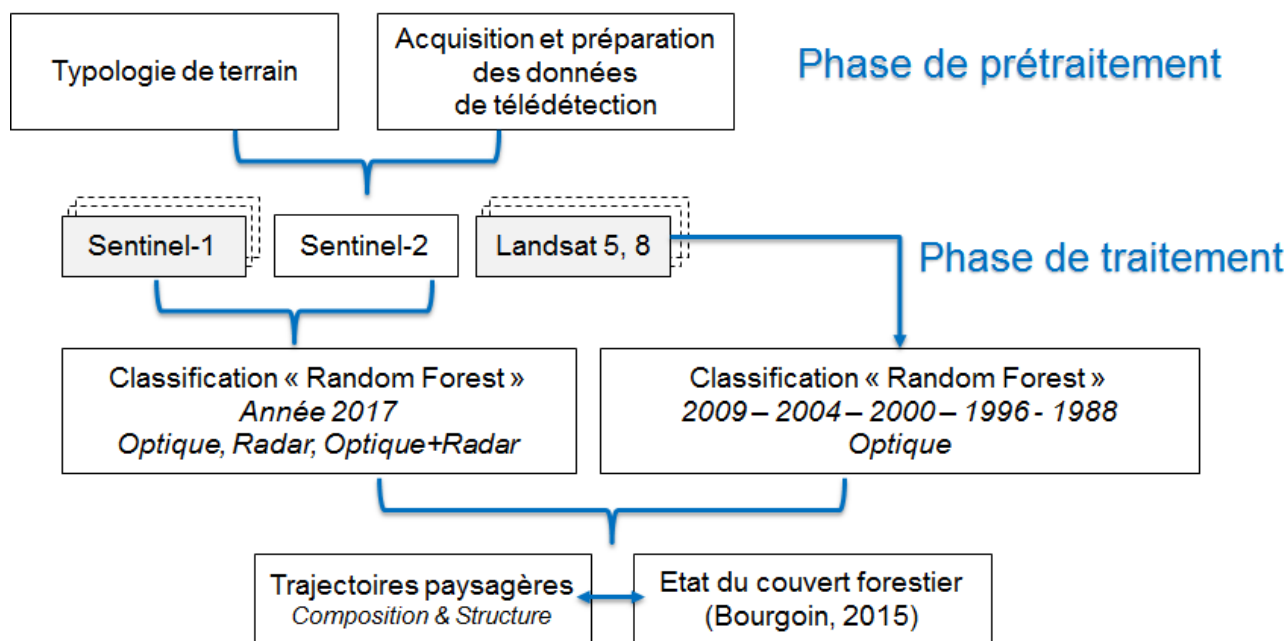 Typologie de terrain
Acquisition et préparation
des données
de télédétection
Phase de prétraitement
Sentinel-1
Sentinel-2
Landsat 5, 8
Phase de traitement
Classification « Random Forest »
Année 2017
Optique, Radar, Optique+Radar
Classification « Random Forest »
2009 – 2004 – 2000 – 1996 - 1988
Optique
Trajectoires paysagères
Composition & Structure
Etat du couvert forestier
(Bourgoin, 2015)